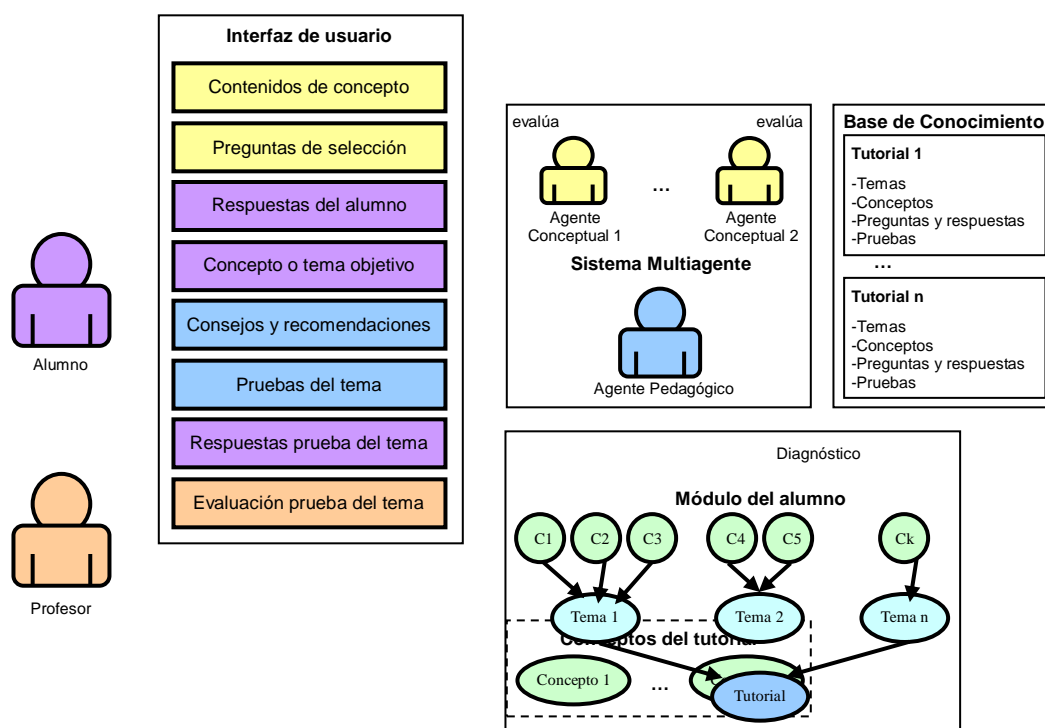 Interfaz de usuario
Contenidos de concepto
Preguntas de selección
Respuestas del alumno
Concepto o tema objetivo
Consejos y recomendaciones
Pruebas del tema
Respuestas prueba del tema
Evaluación prueba del tema
Alumno
Profesor
evalúa
evalúa
...
Agente
Conceptual 1
Agente
Conceptual 2
Sistema Multiagente
Agente Pedagógico
Base de Conocimiento
Tutorial 1
-Temas
-Conceptos
-Preguntas y respuestas
-Pruebas
...
Tutorial n
-Temas
-Conceptos
-Preguntas y respuestas
-Pruebas
Diagnóstico
Módulo del alumno
C1
C2
C3
C4
C5
Ck
Tema 1
Tema 2
Tema n
Conceptos del tutorial
Concepto 1
...
Tutorial